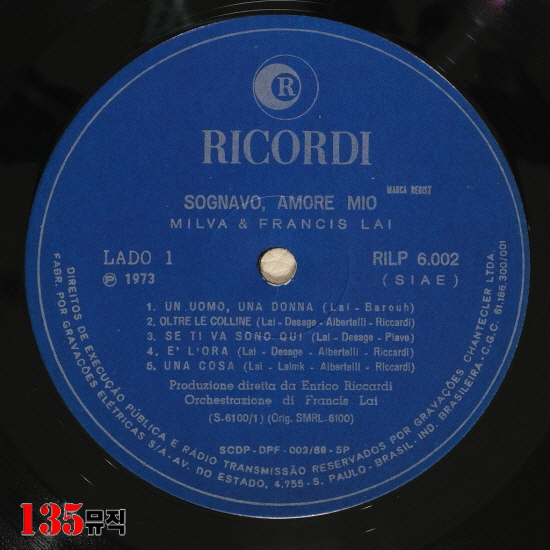 R
RICORDI
MARCA REGIST
SOGNAVO, AMORE MIO
MILVA & FRANCIS LAI
LADO 1
Ⓟ 1973
RILP 6.002
(SIAE)
1. UN UOMO, UNA DONNA (Lai - Barouh)
2. OLTRE LE COLLINE (Lai - Desage - Albertelli - Riccardi)
3. SE TI VA SONO QUI (Lai - Desage - Piave)
4. E' L'ORA (Lai - Desage - Albertelli - Riccardi)
5. UNA COSA (Lai - Laimk - Albertelli - Riccardi)
Produzione diretta da Enrico Riccardi
Orchestrazione di Francis Lai
(S-6100/1) (Orig. SMRL-6100)
SCDP - DPF - 002/69 - SP
DIREITOS DE EXECUÇÃO PÚBLICA E RÁDIO TRANSMISSÃO RESERVADOS POR GRAVAÇÕES CHANTECLER LTDA.
FABR. POR GRAVAÇÕES ELÉTRICAS S/A - AV. DO ESTADO, 4.755 - S. PAULO - BRASIL - IND. BRASILEIRA - C.G.C. 61.186.300/001
135뮤직